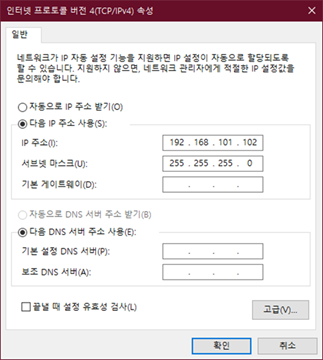 인터넷 프로토콜 버전 4(TCP/IPv4) 속성
일반
네트워크가 IP 자동 설정 기능을 지원하면 IP 설정이 자동으로 할당되도록
할 수 있습니다. 지원하지 않으면, 네트워크 관리자에게 적절한 IP 설정값을
문의해야 합니다.
자동으로 IP 주소 받기(O)
다음 IP 주소 사용(S):
IP 주소(I): 192 . 168 . 101 . 102
서브넷 마스크(U): 255 . 255 . 255 . 0
기본 게이트웨이(D): . . .
자동으로 DNS 서버 주소 받기(B)
다음 DNS 서버 주소 사용(E):
기본 설정 DNS 서버(P): . . .
보조 DNS 서버(A): . . .
끝낼 때 설정 유효성 검사(L)
고급(V)...
확인 취소